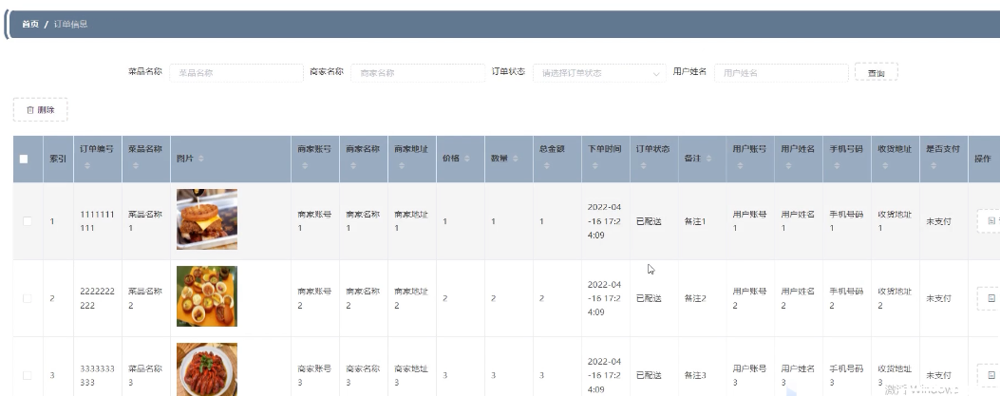 首页 / 订单信息
菜品名称 菜品名称 商家名称 商家名称 订单状态 请选择订单状态 用户姓名 用户姓名 查询
删除
索引 订单编号 菜品名称 图片 商家账号 商家名称 商家地址 价格 数量 总金额 下单时间 订单状态 备注 用户账号 用户姓名 手机号码 收货地址 是否支付 操作
1 1111111111 菜品名称1 商家账号1 商家名称1 商家地址1 1 1 1 2022-04-16 17:24:09 已配送 备注1 用户账号1 用户姓名1 手机号码1 收货地址1 未支付
2 2222222222 菜品名称2 商家账号2 商家名称2 商家地址2 2 2 2 2022-04-16 17:24:09 已配送 备注2 用户账号2 用户姓名2 手机号码2 收货地址2 未支付
3 3333333333 菜品名称3 商家账号3 商家名称3 商家地址3 3 3 3 2022-04-16 17:24:09 已配送 备注3 用户账号3 用户姓名3 手机号码3 收货地址3 未支付
激活 Windows